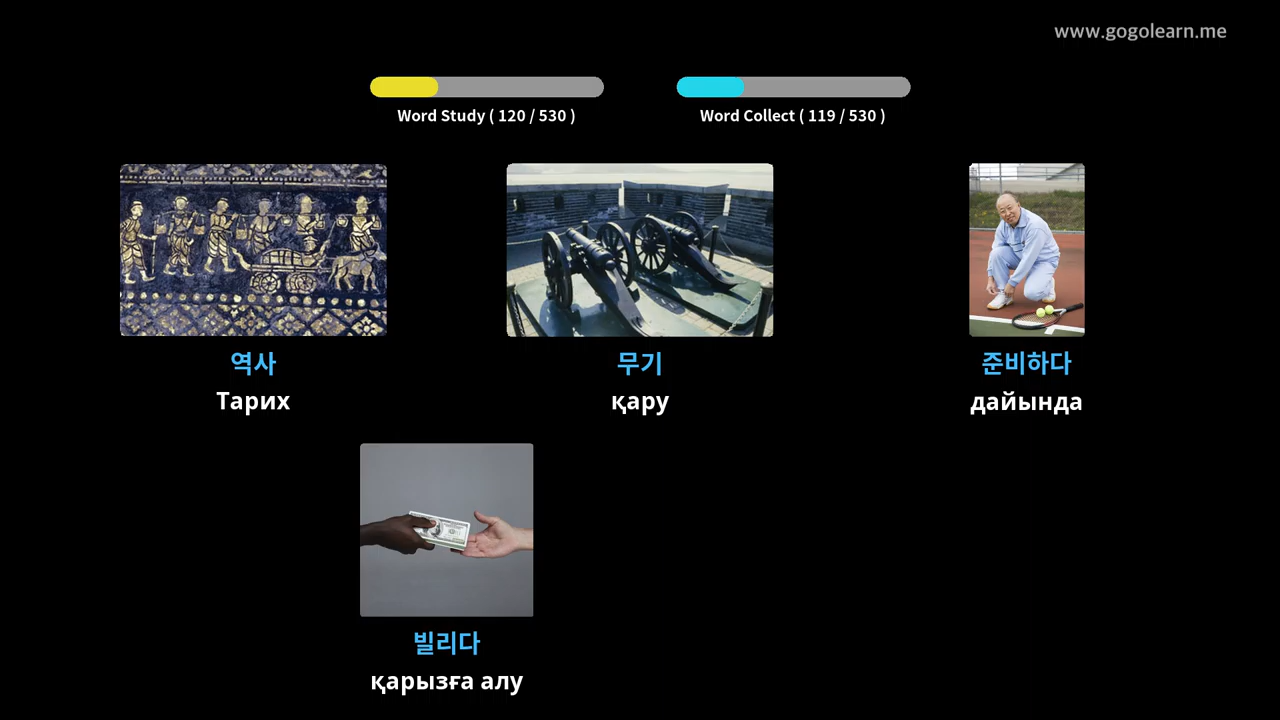 www.gogolearn.me
Word Study ( 120 / 530 )
Word Collect ( 119 / 530 )
역사
Тарих
무기
қару
준비하다
дайында
빌리다
қарызға алу